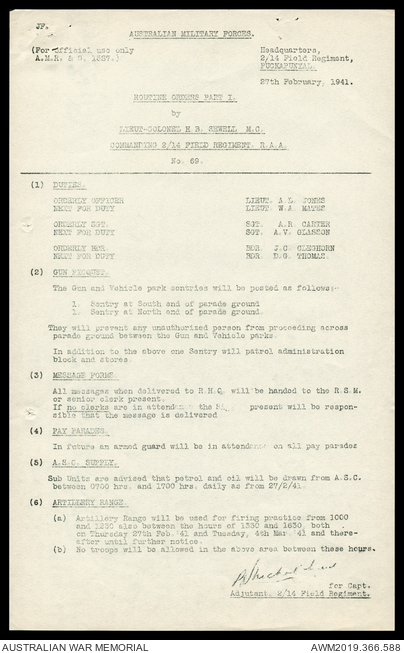 JF.
AUSTRALIAN MILITARY FORCES.
(For official use only
A.M.R. & O. 1527.)
Headquarters,
2/14 Field Regiment,
PUCKAPUNYAL.
27th February, 1941.
ROUTINE ORDERS PART I.
by
LIEUT-COLONEL H.B. SEWELL M.C.
COMMANDING 2/14 FIELD REGIMENT. R.A.A.
No. 69.
(1) DUTIES.
ORDERLY OFFICER LIEUT. A.L. JONES
NEXT FOR DUTY LIEUT. W.A. MATES
ORDERLY SGT. SGT. A.R. CARTER
NEXT FOR DUTY SGT. A.V. GLASSON
ORDERLY BDR. BDR. J.C. CLEGHORN
NEXT FOR DUTY BDR. D.G. THOMAS.
(2) GUN PICQUET.
The Gun and Vehicle park sentries will be posted as follows:-
1. Sentry at South end of parade ground
1. Sentry at North end of parade ground.
They will prevent any unauthorized person from proceeding across
parade ground between the Gun and Vehicle parks.
In addition to the above one Sentry will patrol administration
block and stores.
(3) MESSAGE FORMS.
All messages when delivered to R.H.Q. will be handed to the R.S.M.
or senior clerk present.
If no clerks are in attendance the present will be respon-
sible that the message is delivered
(4) PAY PARADES.
In future an armed guard will be in attendance on all pay parades
(5) A.S.C. SUPPLY.
Sub Units are advised that petrol and oil will be drawn from A.S.C.
between 0700 hrs. and 1700 hrs. daily as from 27/2/41.
(6) ARTILLERY RANGE.
(a) Artillery Range will be used for firing practice from 1000
and 1230 also between the hours of 1330 and 1630, both
on Thursday 27th Feb. '41 and Tuesday, 4th Mar. '41 and there-
after until further notice.
(b) No troops will be allowed in the above area between these hours.
for Capt.
Adjutant. 2/14 Field Regiment.
AUSTRALIAN WAR MEMORIAL AWM2019.366.588